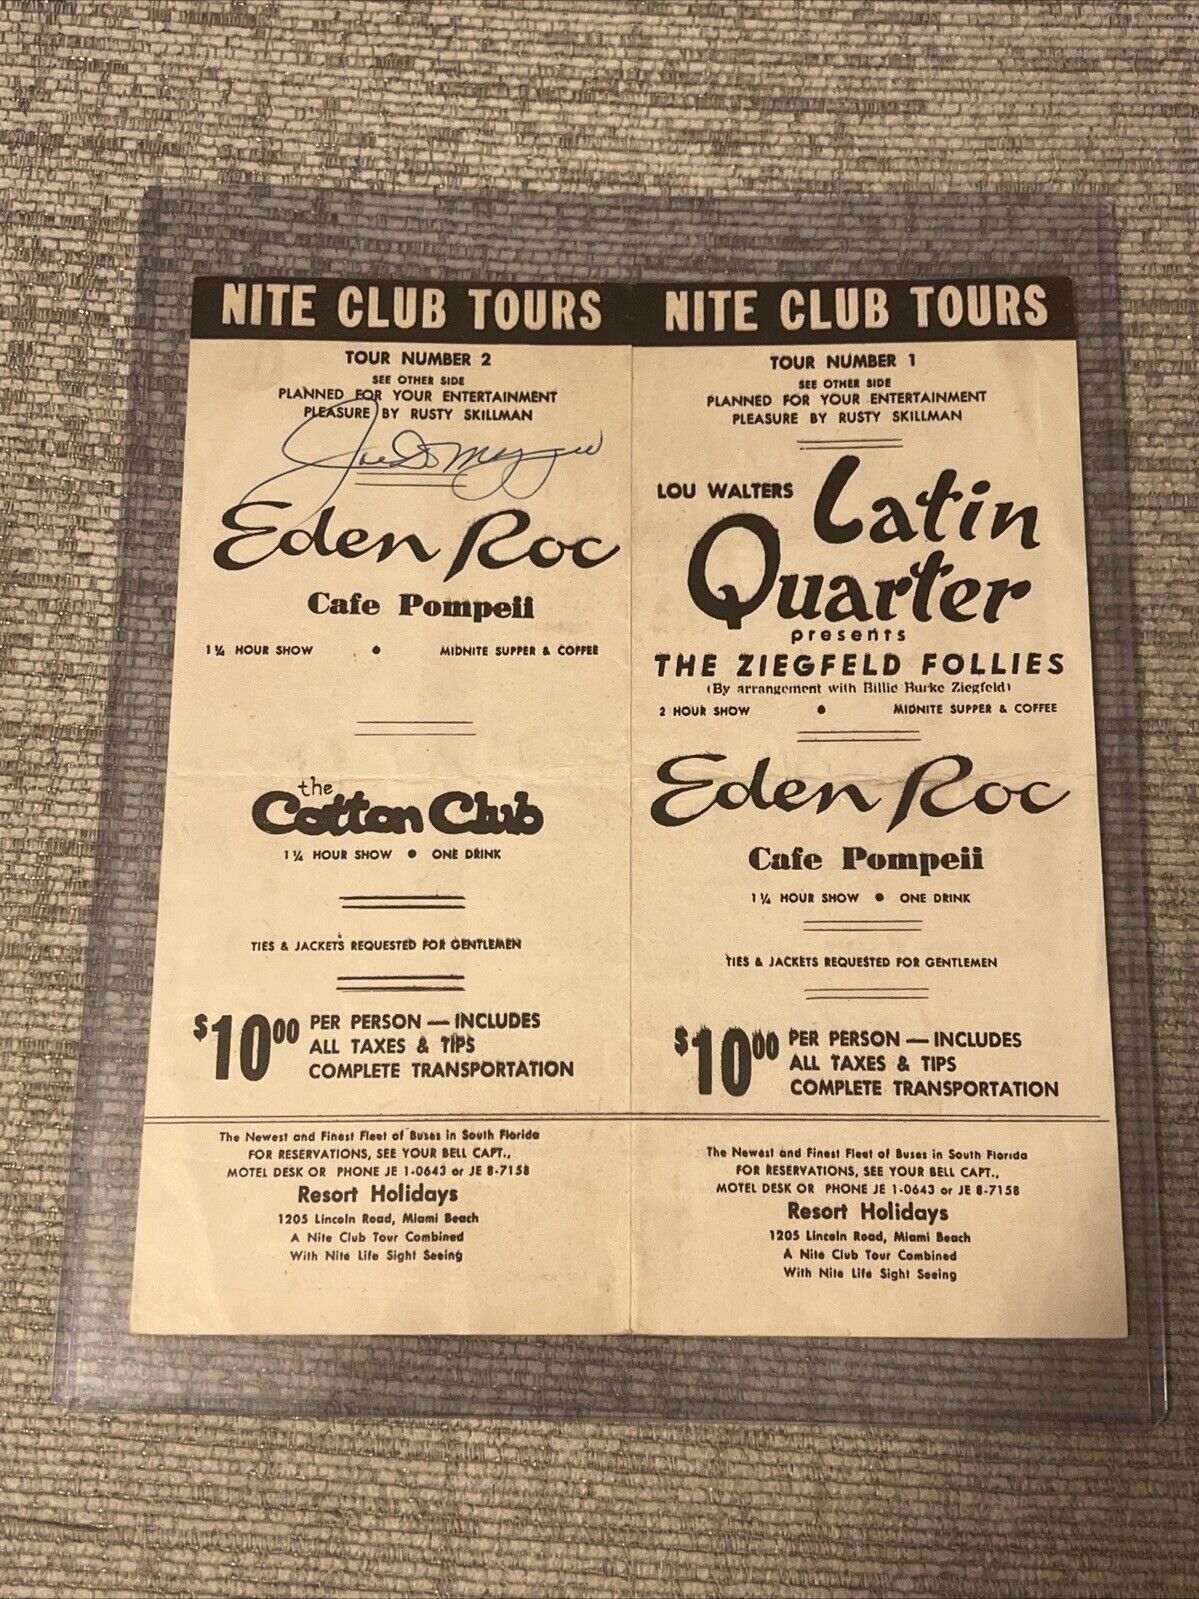 NITE CLUB TOURS
TOUR NUMBER 2
SEE OTHER SIDE
PLANNED FOR YOUR ENTERTAINMENT
PLEASURE BY RUSTY SKILLMAN
Joe DiMaggio
Eden Roc
Cafe Pompeii
1¼ HOUR SHOW • MIDNITE SUPPER & COFFEE
the
Cotton Club
1¼ HOUR SHOW • ONE DRINK
TIES & JACKETS REQUESTED FOR GENTLEMEN
$10.00 PER PERSON — INCLUDES
ALL TAXES & TIPS
COMPLETE TRANSPORTATION
The Newest and Finest Fleet of Buses in South Florida
FOR RESERVATIONS, SEE YOUR BELL CAPT.,
MOTEL DESK OR PHONE JE 1-0643 or JE 8-7158
Resort Holidays
1205 Lincoln Road, Miami Beach
A Nite Club Tour Combined
With Nite Life Sight Seeing
NITE CLUB TOURS
TOUR NUMBER 1
SEE OTHER SIDE
PLANNED FOR YOUR ENTERTAINMENT
PLEASURE BY RUSTY SKILLMAN
LOU WALTERS Latin
Quarter
presents
THE ZIEGFELD FOLLIES
(By arrangement with Billie Burke Ziegfeld)
2 HOUR SHOW • MIDNITE SUPPER & COFFEE
Eden Roc
Cafe Pompeii
1¼ HOUR SHOW • ONE DRINK
TIES & JACKETS REQUESTED FOR GENTLEMEN
$10.00 PER PERSON — INCLUDES
ALL TAXES & TIPS
COMPLETE TRANSPORTATION
The Newest and Finest Fleet of Buses in South Florida
FOR RESERVATIONS, SEE YOUR BELL CAPT.,
MOTEL DESK OR PHONE JE 1-0643 or JE 8-7158
Resort Holidays
1205 Lincoln Road, Miami Beach
A Nite Club Tour Combined
With Nite Life Sight Seeing